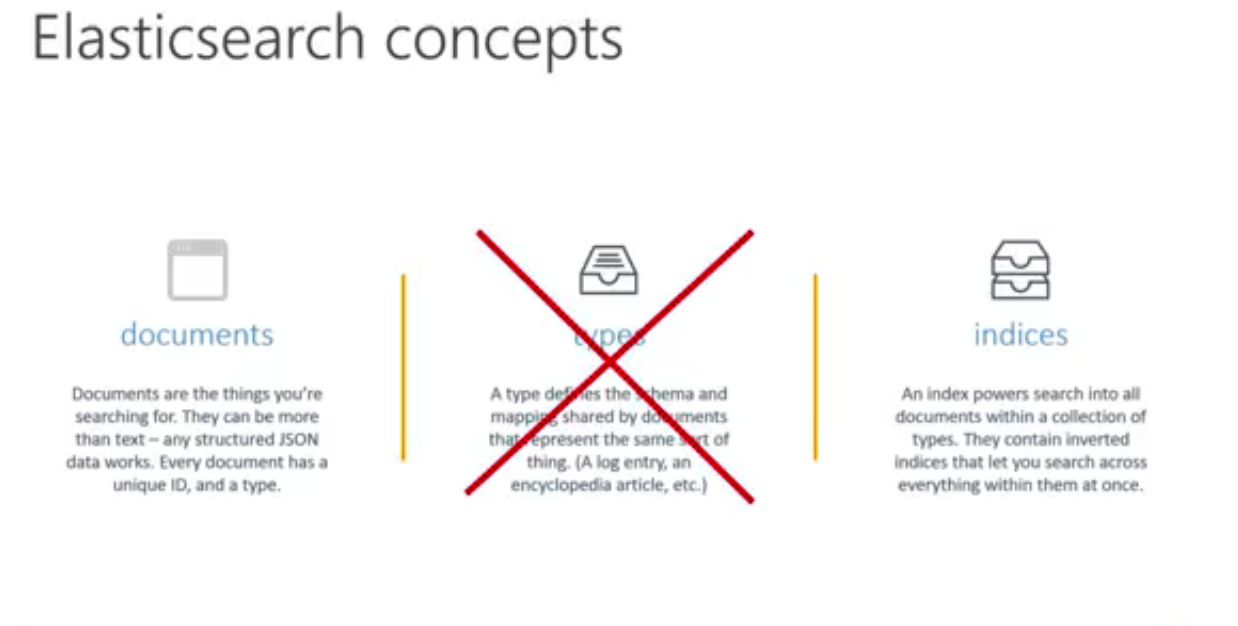 Elasticsearch concepts
documents
Documents are the things you're
searching for. They can be more
than text – any structured JSON
data works. Every document has a
unique ID, and a type.
types
A type defines the schema and
mapping shared by documents
that represent the same sort of
thing. (A log entry, an
encyclopedia article, etc.)
indices
An index powers search into all
documents within a collection of
types. They contain inverted
indices that let you search across
everything within them at once.